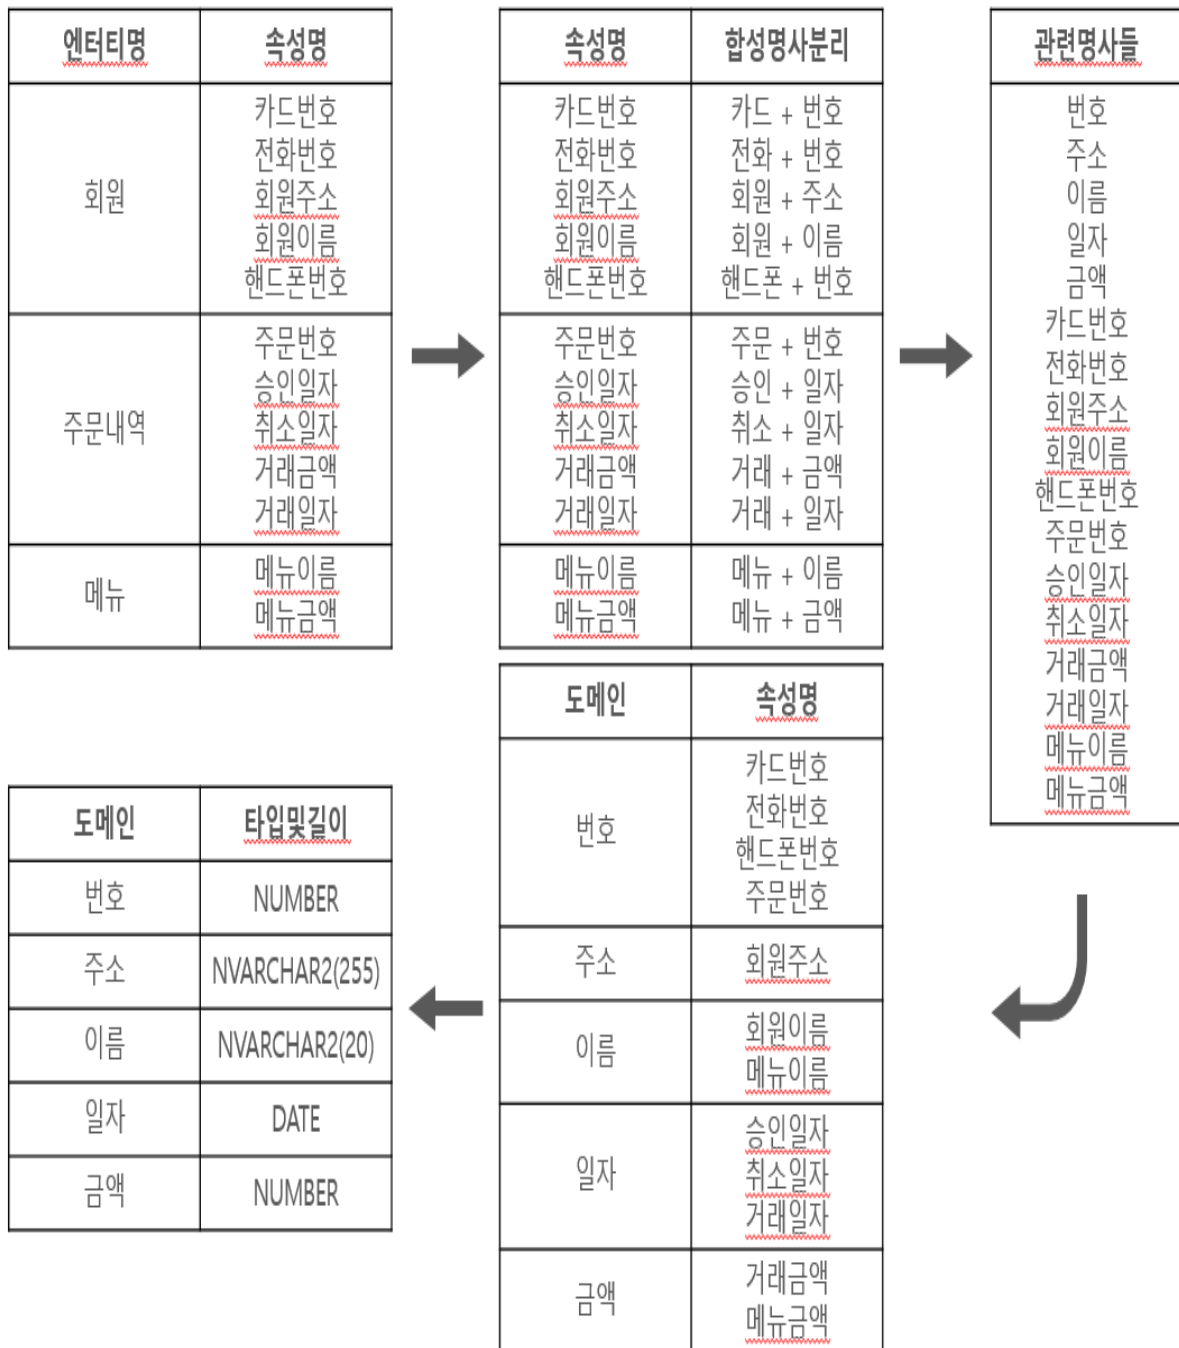 엔터티명 속성명
회원
카드번호
전화번호
회원주소
회원이름
핸드폰번호
주문내역
주문번호
승인일자
취소일자
거래금액
거래일자
메뉴
메뉴이름
메뉴금액
속성명 합성명사분리
카드번호 카드 + 번호
전화번호 전화 + 번호
회원주소 회원 + 주소
회원이름 회원 + 이름
핸드폰번호 핸드폰 + 번호
주문번호 주문 + 번호
승인일자 승인 + 일자
취소일자 취소 + 일자
거래금액 거래 + 금액
거래일자 거래 + 일자
메뉴이름 메뉴 + 이름
메뉴금액 메뉴 + 금액
관련명사들
번호
주소
이름
일자
금액
카드번호
전화번호
회원주소
회원이름
핸드폰번호
주문번호
승인일자
취소일자
거래금액
거래일자
메뉴이름
메뉴금액
도메인 속성명
번호
카드번호
전화번호
핸드폰번호
주문번호
주소 회원주소
이름
회원이름
메뉴이름
일자
승인일자
취소일자
거래일자
금액
거래금액
메뉴금액
도메인 타입및길이
번호 NUMBER
주소 NVARCHAR2(255)
이름 NVARCHAR2(20)
일자 DATE
금액 NUMBER